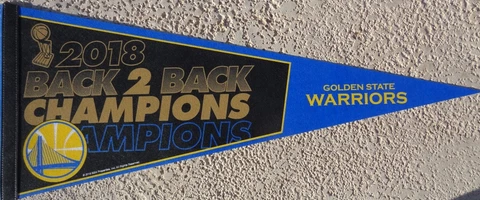 2018
BACK 2 BACK
CHAMPIONS
CHAMPIONS
GOLDEN STATE
WARRIORS